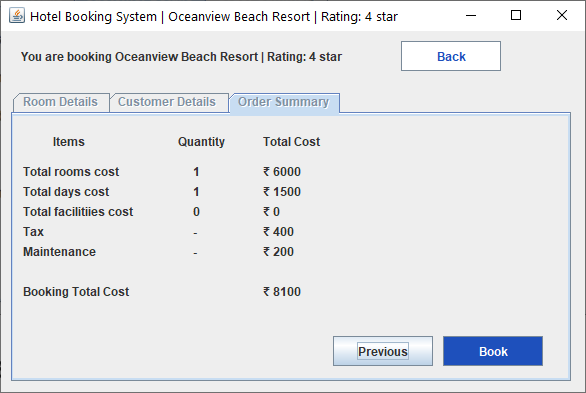 Hotel Booking System | Oceanview Beach Resort | Rating: 4 star
You are booking Oceanview Beach Resort | Rating: 4 star Back
Room Details Customer Details Order Summary
Items Quantity Total Cost
Total rooms cost 1 ₹ 6000
Total days cost 1 ₹ 1500
Total facilitiies cost 0 ₹ 0
Tax - ₹ 400
Maintenance - ₹ 200
Booking Total Cost ₹ 8100
Previous Book